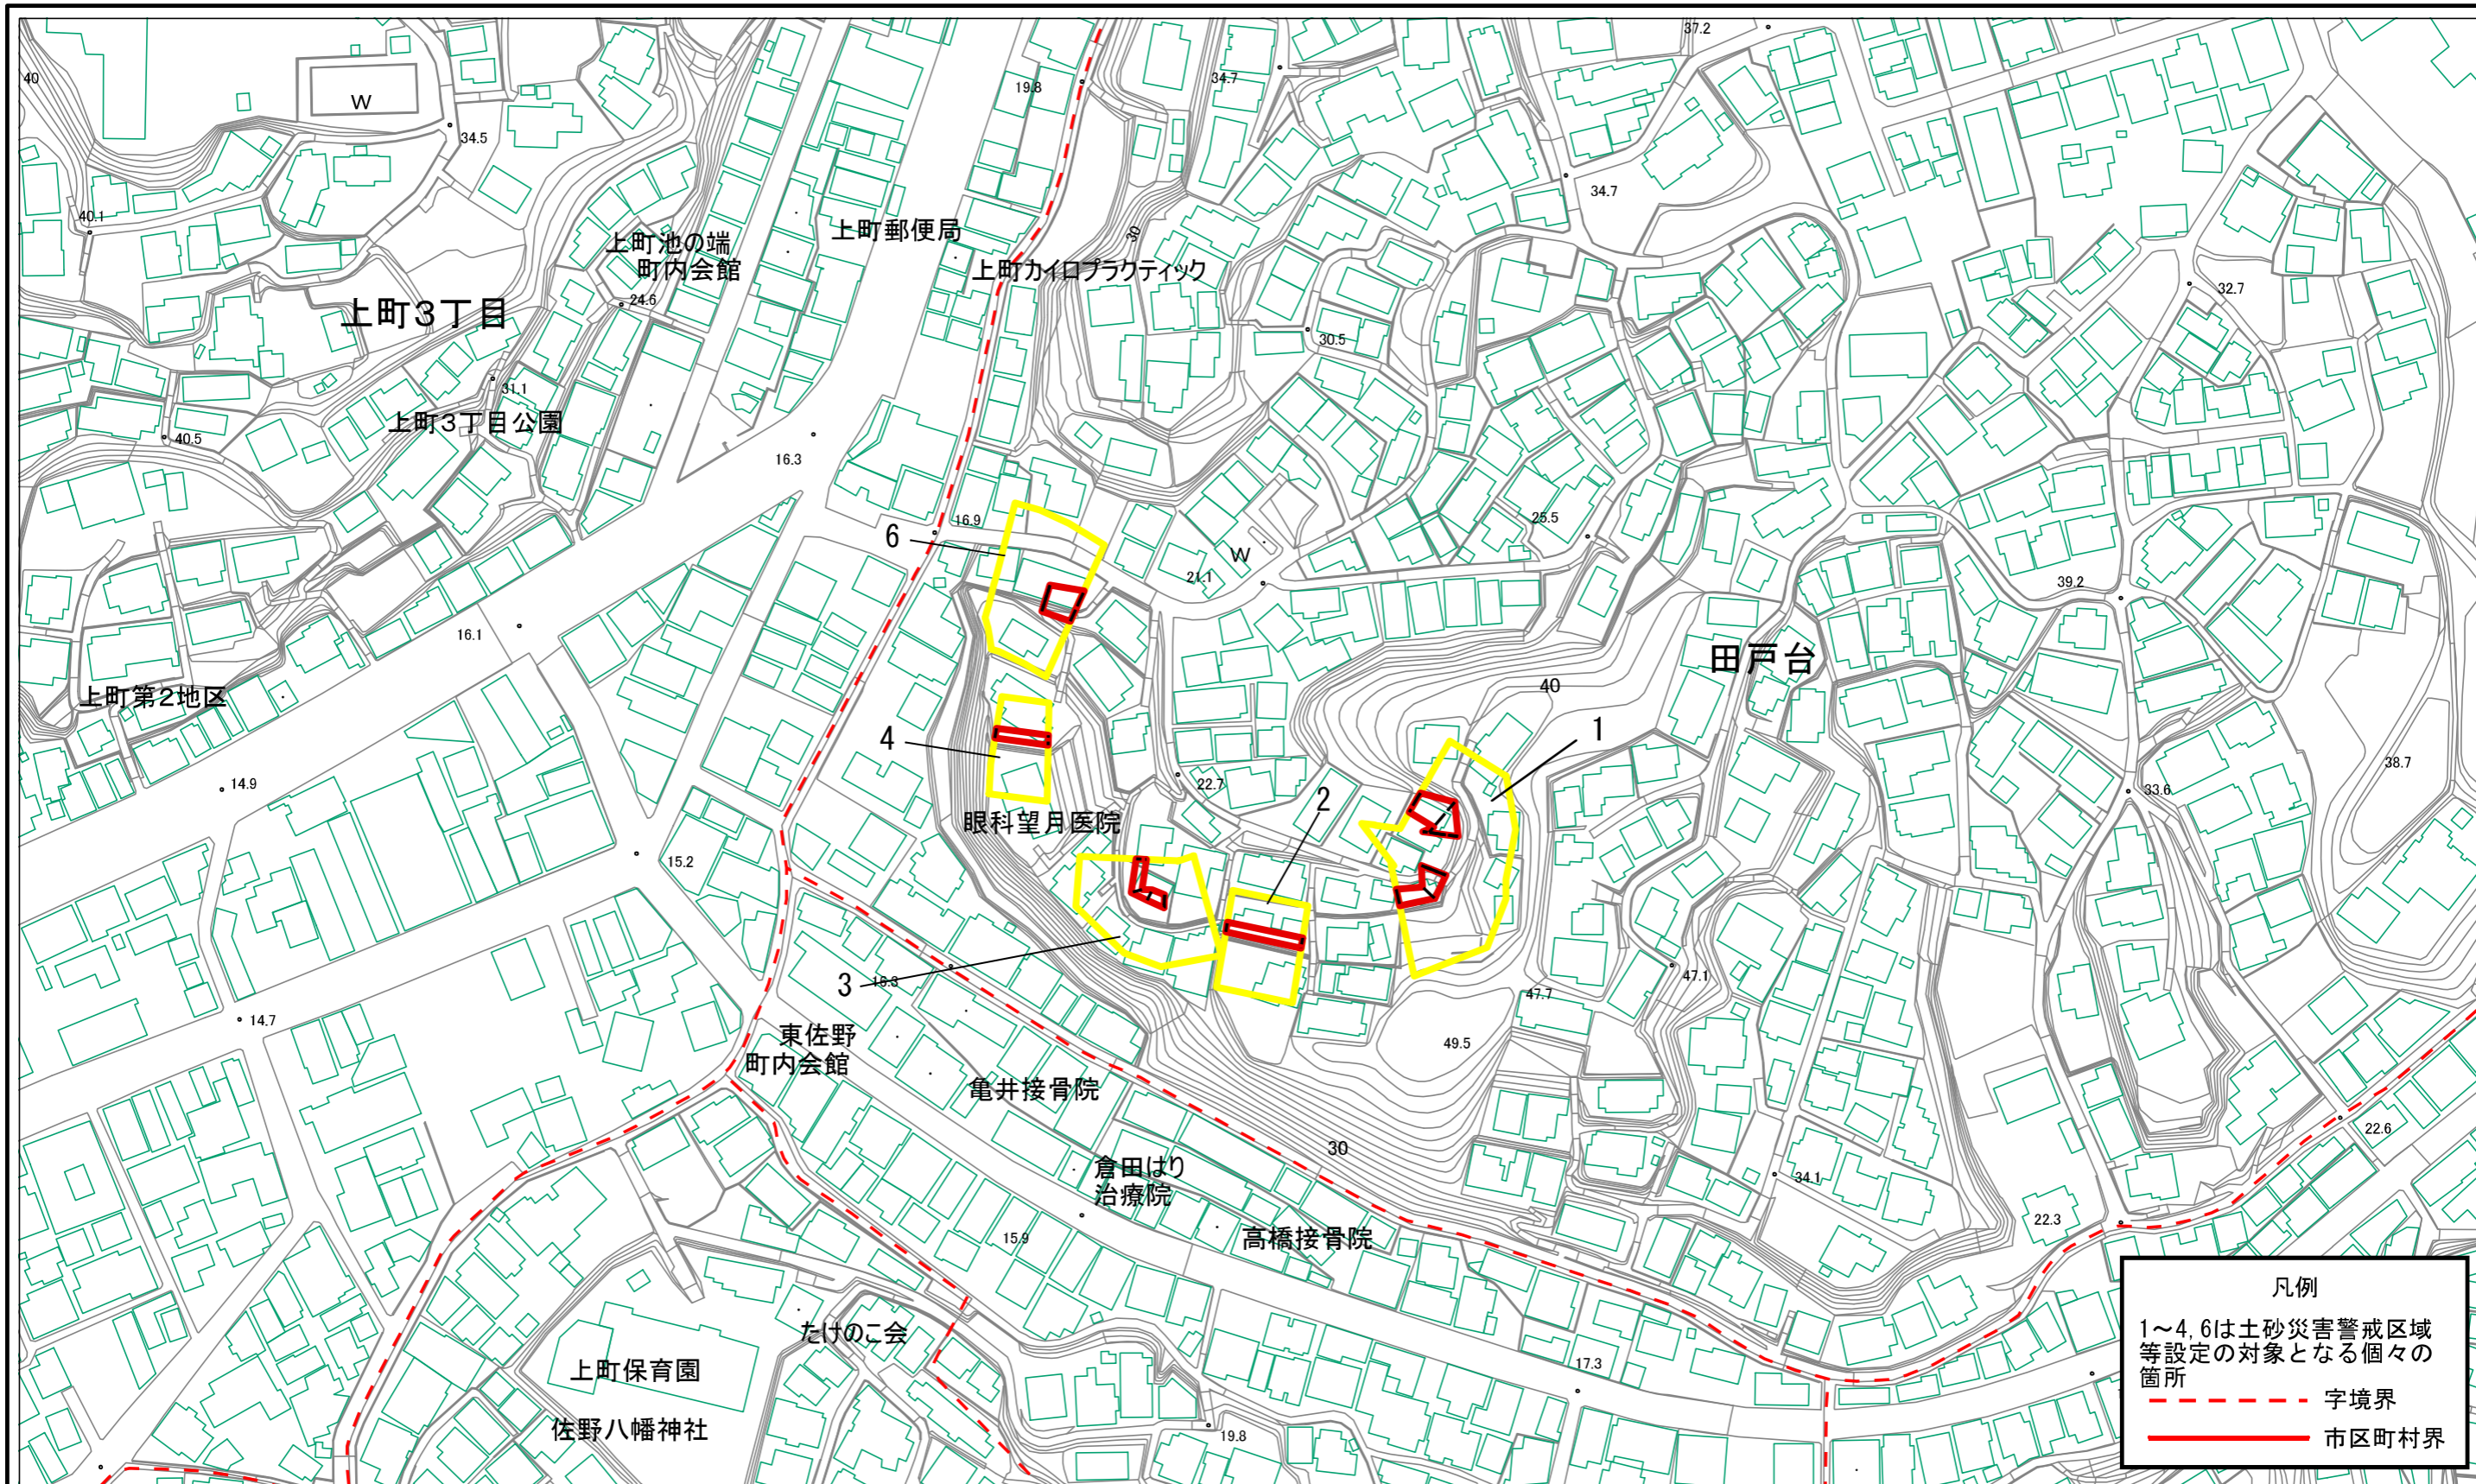 37.2
40
19.8
34.7
W
34.5
34.7
40.1
上町郵便局
30
上町池の端
町内会館
上町カイロプラクティック
32.7
24.6
上町3丁目
30.5
31.1
上町3丁目公園
40.5
16.3
16.9
25.5
6
W
21.1
39.2
16.1
田戸台
40
上町第2地区
1
4
38.7
14.9
22.7
33.6
2
眼科望月医院
15.2
47.1
3
16.3
47.7
14.7
東佐野
町内会館
49.5
亀井接骨院
22.6
30
倉田はり
治療院
34.1
22.3
15.9
高橋接骨院
たけのこ会
上町保育園
17.3
佐野八幡神社
19.8
凡例
1～4,6は土砂災害警戒区域
等設定の対象となる個々の
箇所
字境界
市区町村界